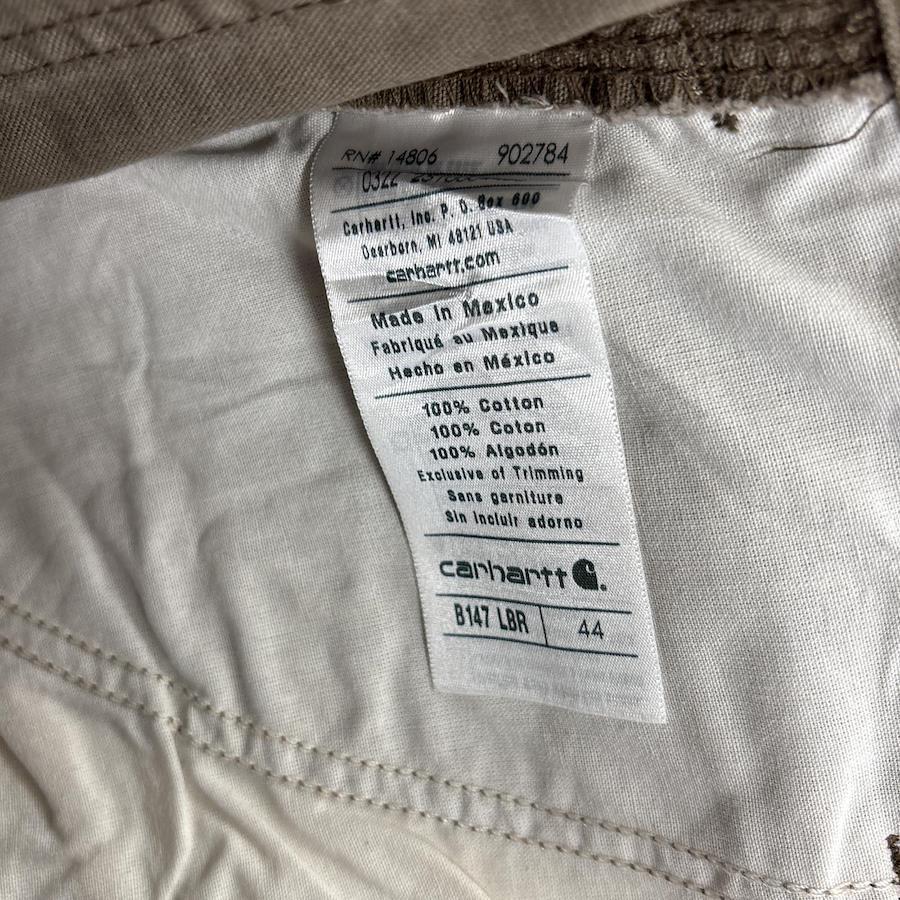 RN# 14806 902784
0322
Carhartt, Inc. P. O. Box 600
Dearborn, MI 48121 USA
carhartt.com
Made in Mexico
Fabriqué au Mexique
Hecho en México
100% Cotton
100% Coton
100% Algodón
Exclusive of Trimming
Sans garniture
Sin incluir adorno
carhartt
B147 LBR 44